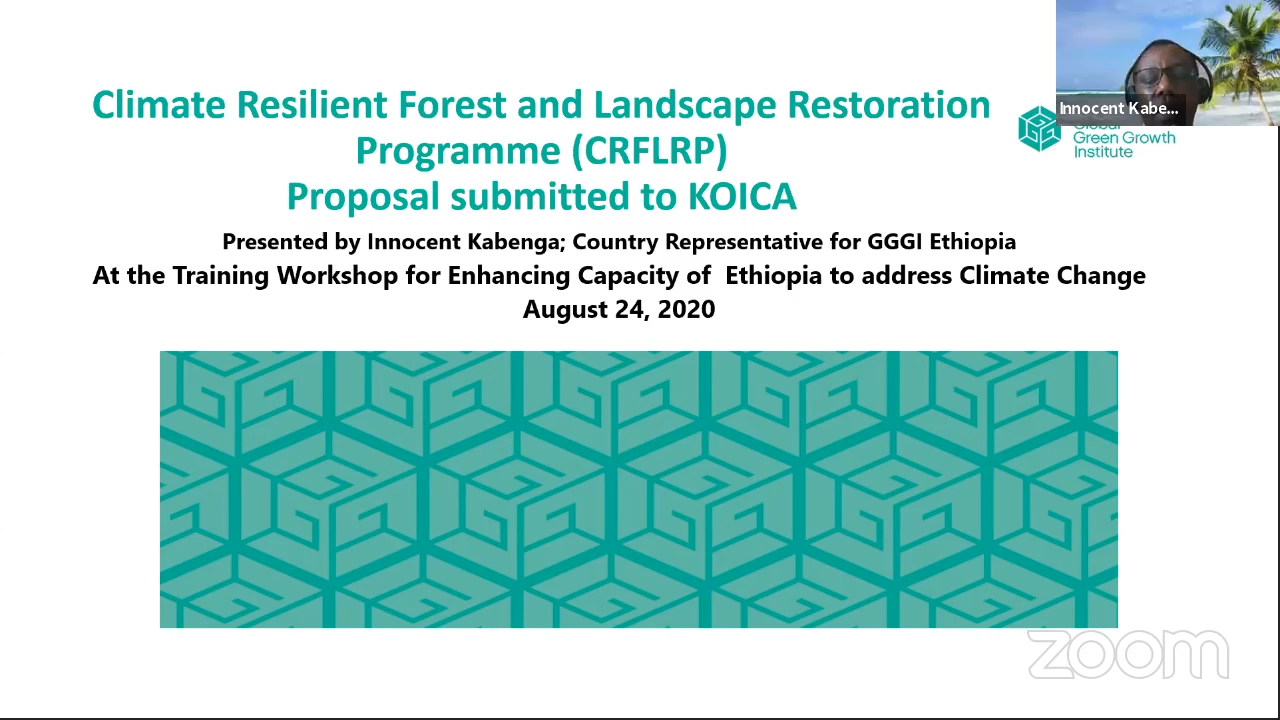 Climate Resilient Forest and Landscape Restoration
Programme (CRFLRP)
Proposal submitted to KOICA
Presented by Innocent Kabenga; Country Representative for GGGI Ethiopia
At the Training Workshop for Enhancing Capacity of Ethiopia to address Climate Change
August 24, 2020
Innocent Kabe...
Global
Green Growth
Institute
zoom